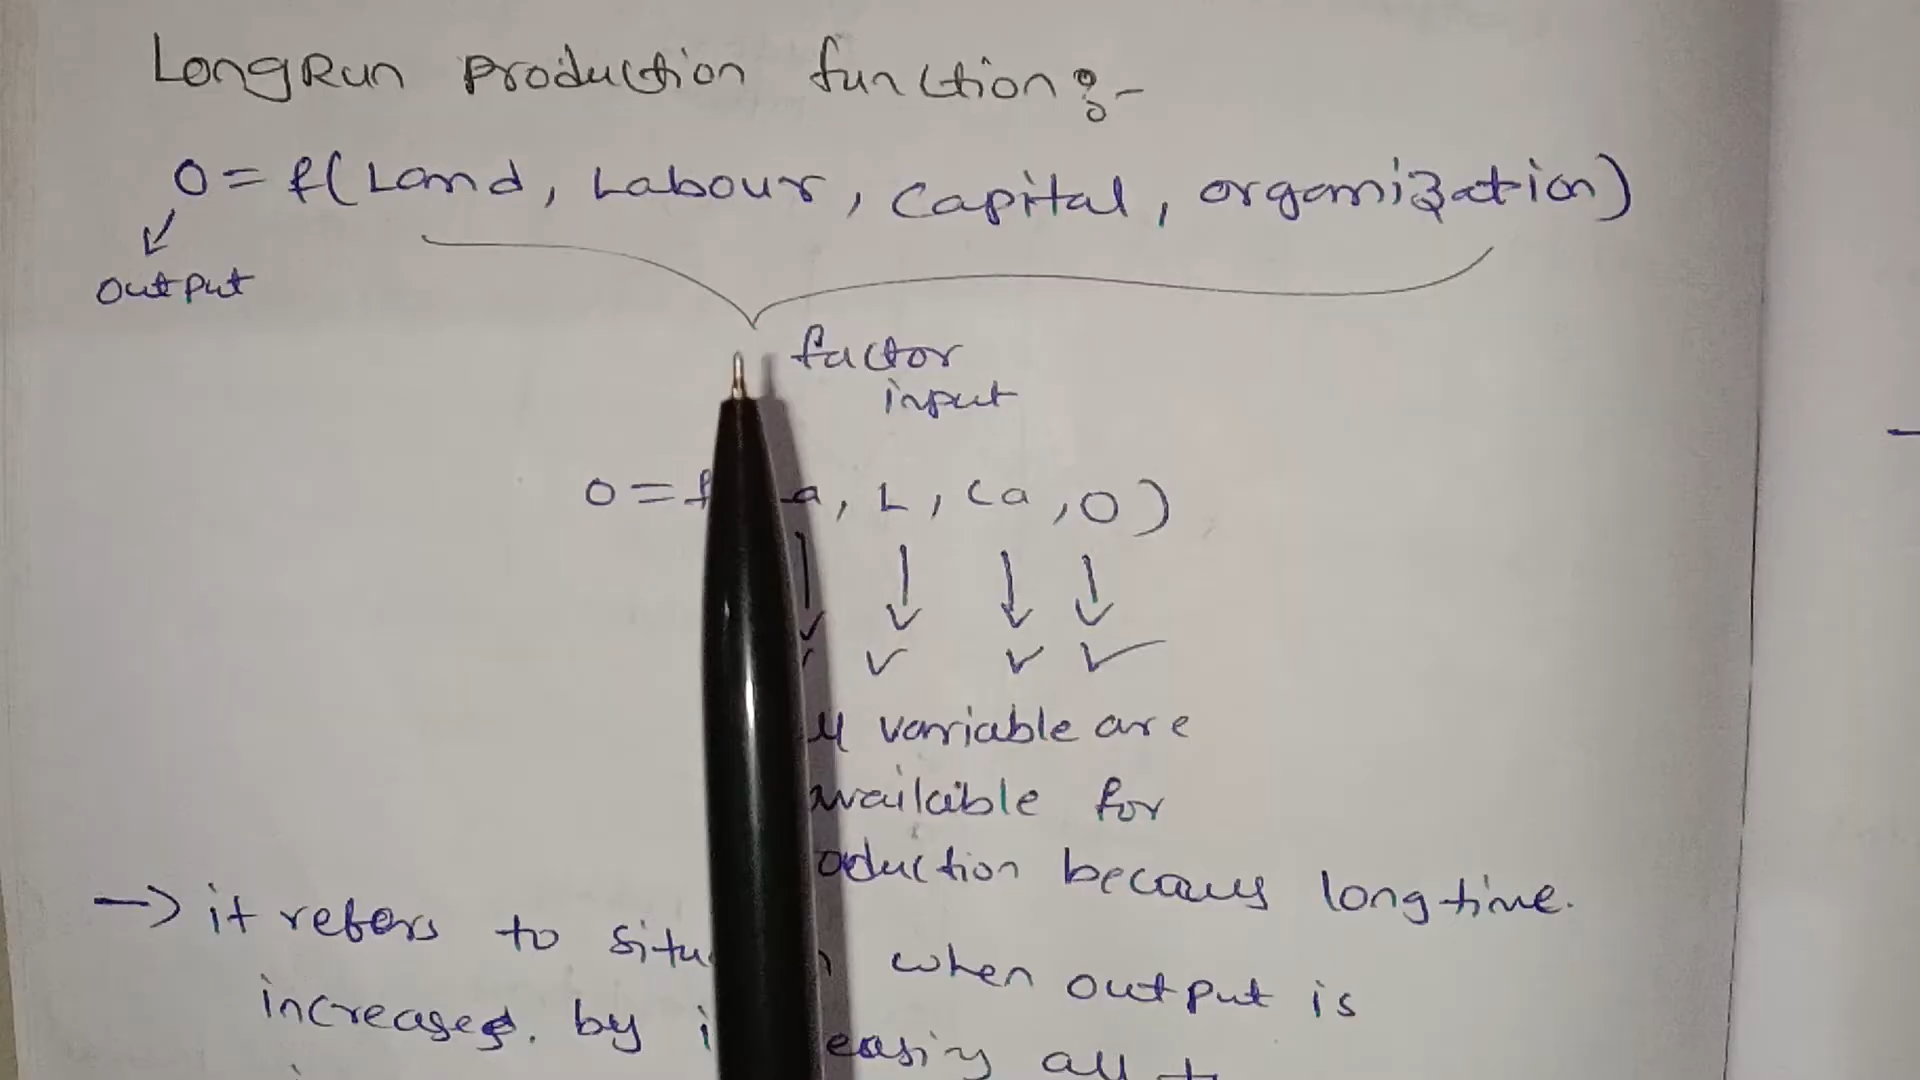 LongRun production function:-
O = f(Land, Labour, Capital, organization)
output
factor
input
O = f a, L, Ca, O)
variable are
available for
oduction becaus long time.
→ it refers to situ n when output is
increases. by i easing all